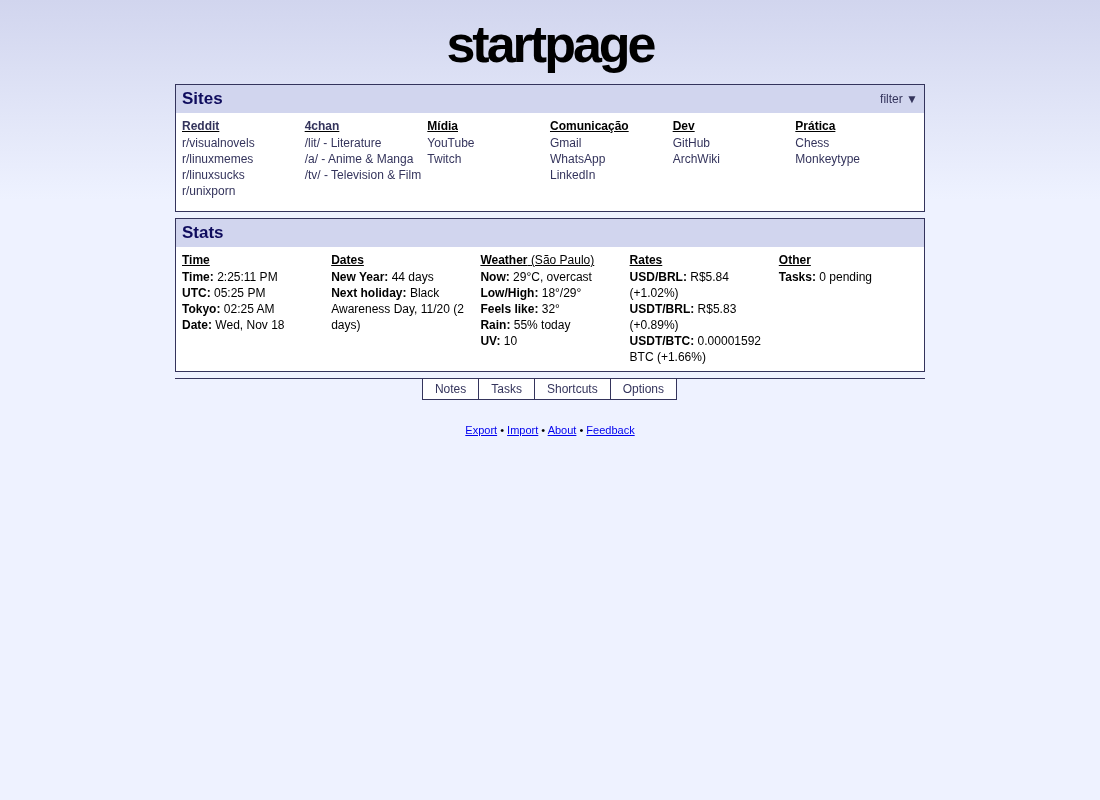 startpage
Sites
filter ▼
Reddit
r/visualnovels
r/linuxmemes
r/linuxsucks
r/unixporn
4chan
/lit/ - Literature
/a/ - Anime & Manga
/tv/ - Television & Film
Mídia
YouTube
Twitch
Comunicação
Gmail
WhatsApp
LinkedIn
Dev
GitHub
ArchWiki
Prática
Chess
Monkeytype
Stats
Time
Time: 2:25:11 PM
UTC: 05:25 PM
Tokyo: 02:25 AM
Date: Wed, Nov 18
Dates
New Year: 44 days
Next holiday: Black
Awareness Day, 11/20 (2
days)
Weather (São Paulo)
Now: 29°C, overcast
Low/High: 18°/29°
Feels like: 32°
Rain: 55% today
UV: 10
Rates
USD/BRL: R$5.84
(+1.02%)
USDT/BRL: R$5.83
(+0.89%)
USDT/BTC: 0.00001592
BTC (+1.66%)
Other
Tasks: 0 pending
Notes
Tasks
Shortcuts
Options
Export • Import • About • Feedback